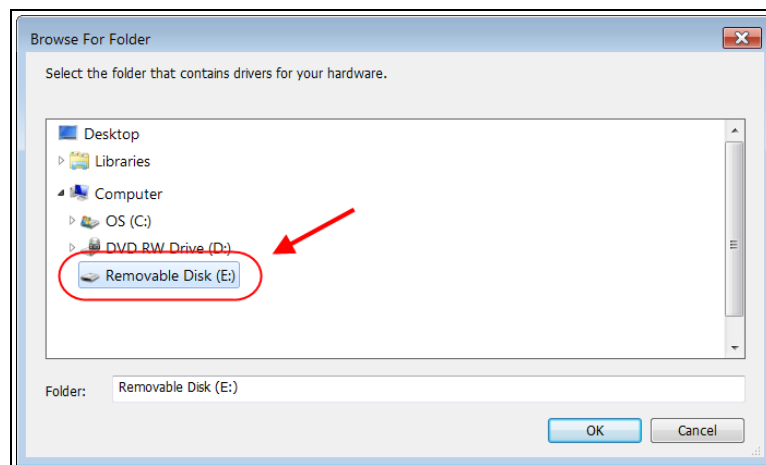 Browse For Folder
Select the folder that contains drivers for your hardware.
Desktop
Libraries
Computer
OS (C:)
DVD RW Drive (D:)
Removable Disk (E:)
Folder: Removable Disk (E:)
OK Cancel